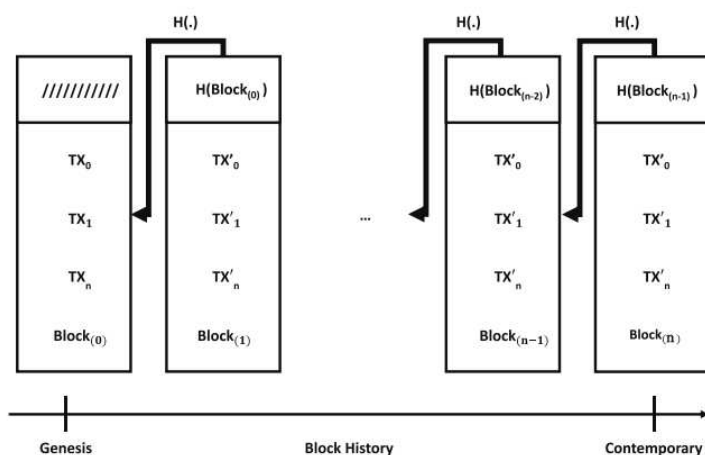 H(.) H(.) H(.)
/////////// H(Block(0)) H(Block(n-2)) H(Block(n-1))
TX0 TX'0 TX'0 TX'0
TX1 TX'1 ... TX'1 TX'1
TXn TX'n TX'n TX'n
Block(0) Block(1) Block(n−1) Block(n)
Genesis Block History Contemporary